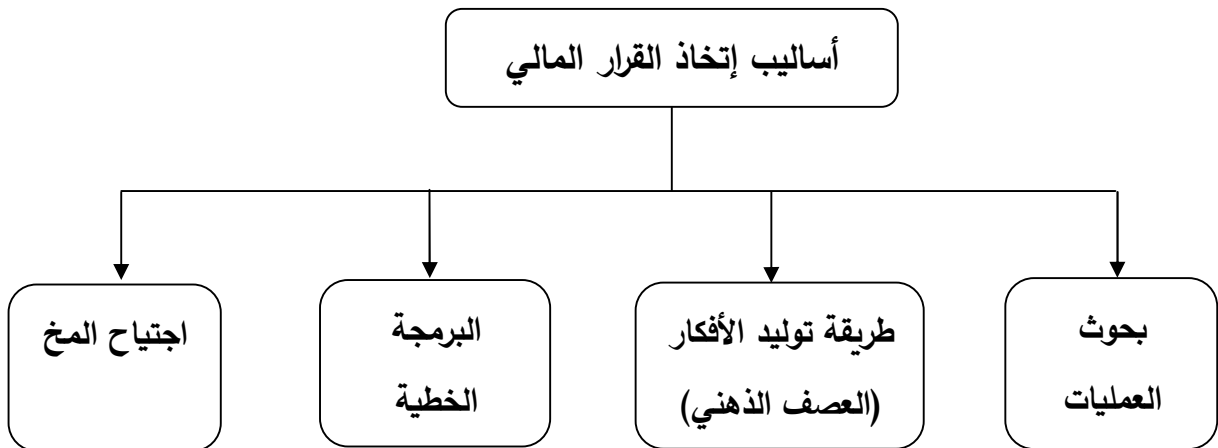 أساليب إتخاذ القرار المالي
بحوث
العمليات
طريقة توليد الأفكار
(العصف الذهني)
البرمجة
الخطية
اجتياح المخ